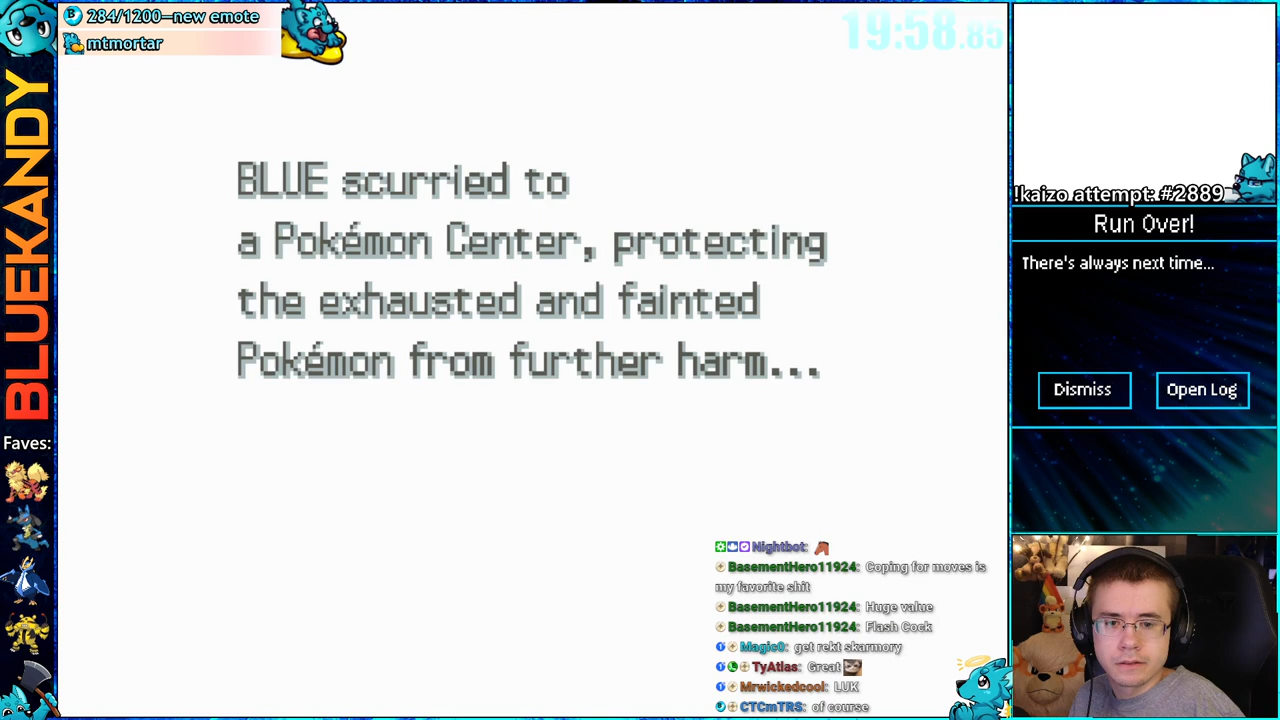 284/1200—new emote
mtmortar
19:58.85
BLUEKANDY
BLUE scurried to
a Pokémon Center, protecting
the exhausted and fainted
Pokémon from further harm...
!kaizo attempt: #2889
Run Over!
There's always next time...
Dismiss
Open Log
Faves:
Nightbot:
BasementHero11924: Coping for moves is
my favorite shit
BasementHero11924: Huge value
BasementHero11924: Flash Cock
Magic0: get rekt skarmory
TyAtlas: Great
Mrwickedcool: LUK
CTCmTRS: of course